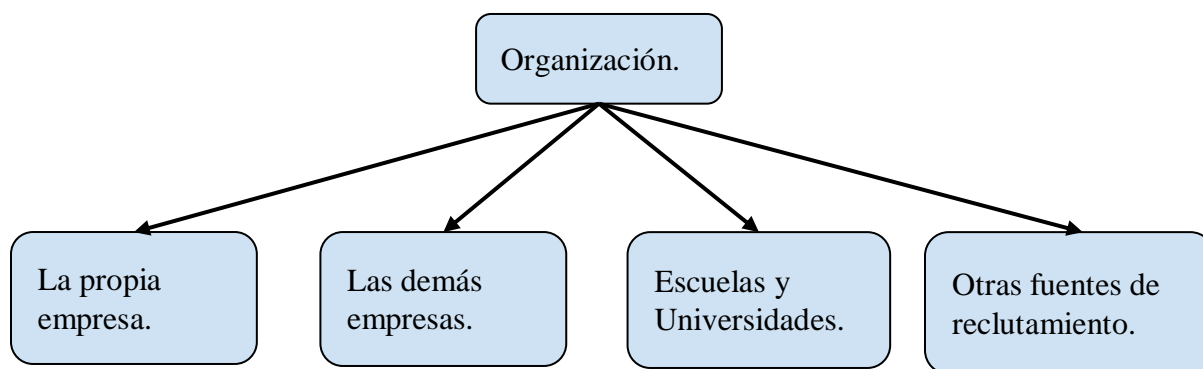 Organización.
La propia
empresa.
Las demás
empresas.
Escuelas y
Universidades.
Otras fuentes de
reclutamiento.